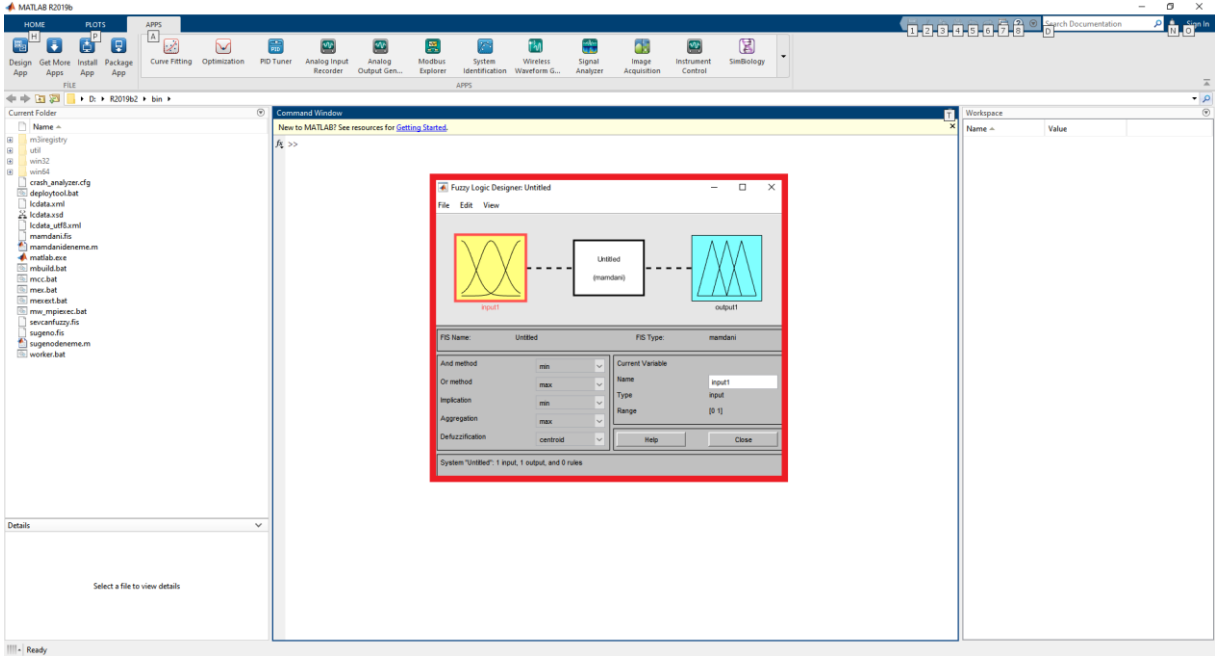 MATLAB R2019b
HOME PLOTS APPS
H P A
1 2 3 4 5 6 7 8 Search Documentation D Sign In N O
Design App Get More Apps Install App Package App Curve Fitting Optimization PID Tuner Analog Input Recorder Analog Output Gen... Modbus Explorer System Identification Wireless Waveform G... Signal Analyzer Image Acquisition Instrument Control SimBiology
FILE APPS
D: R2019b2 bin
Current Folder
Name
m3iregistry
util
win32
win64
crash_analyzer.cfg
deploytool.bat
lcdata.xml
lcdata.xsd
lcdata_utf8.xml
mamdani.fis
mamdanideneme.m
matlab.exe
mbuild.bat
mcc.bat
mex.bat
mexext.bat
mw_mpiexec.bat
sevcanfuzzy.fis
sugeno.fis
sugenodeneme.m
worker.bat
Details
Select a file to view details
Command Window T
New to MATLAB? See resources for Getting Started.
fx >>
Fuzzy Logic Designer: Untitled
File Edit View
Untitled
(mamdani)
input1
output1
FIS Name: Untitled FIS Type: mamdani
And method min
Or method max
Implication min
Aggregation max
Defuzzification centroid
Current Variable
Name input1
Type input
Range [0 1]
Help Close
System "Untitled": 1 input, 1 output, and 0 rules
Workspace
Name Value
Ready